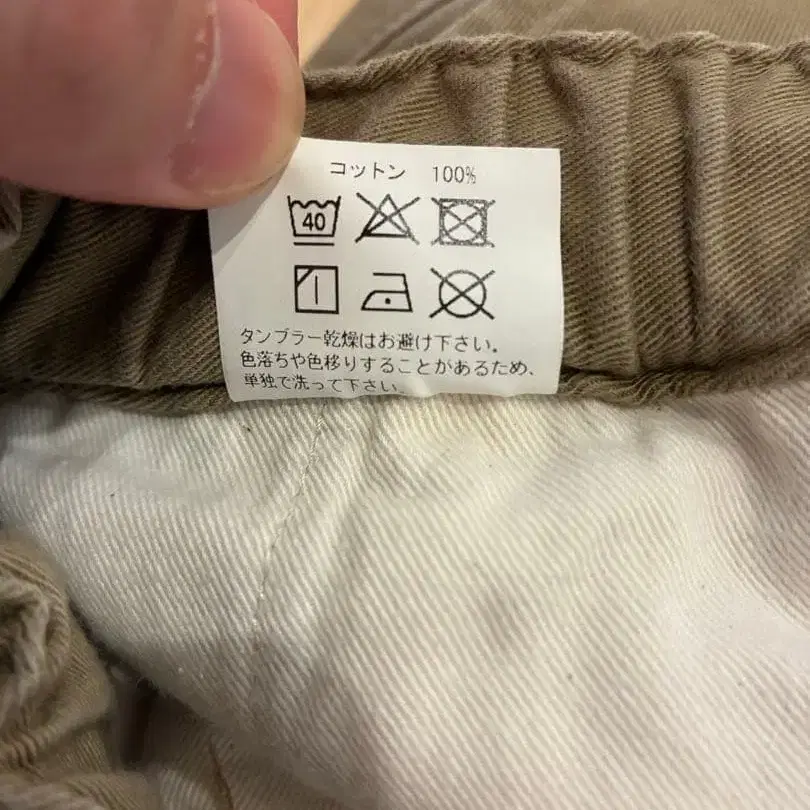 コットン 100%
40
タンブラー乾燥はお避け下さい。
色落ちや色移りすることがあるため、
単独で洗って下さい。